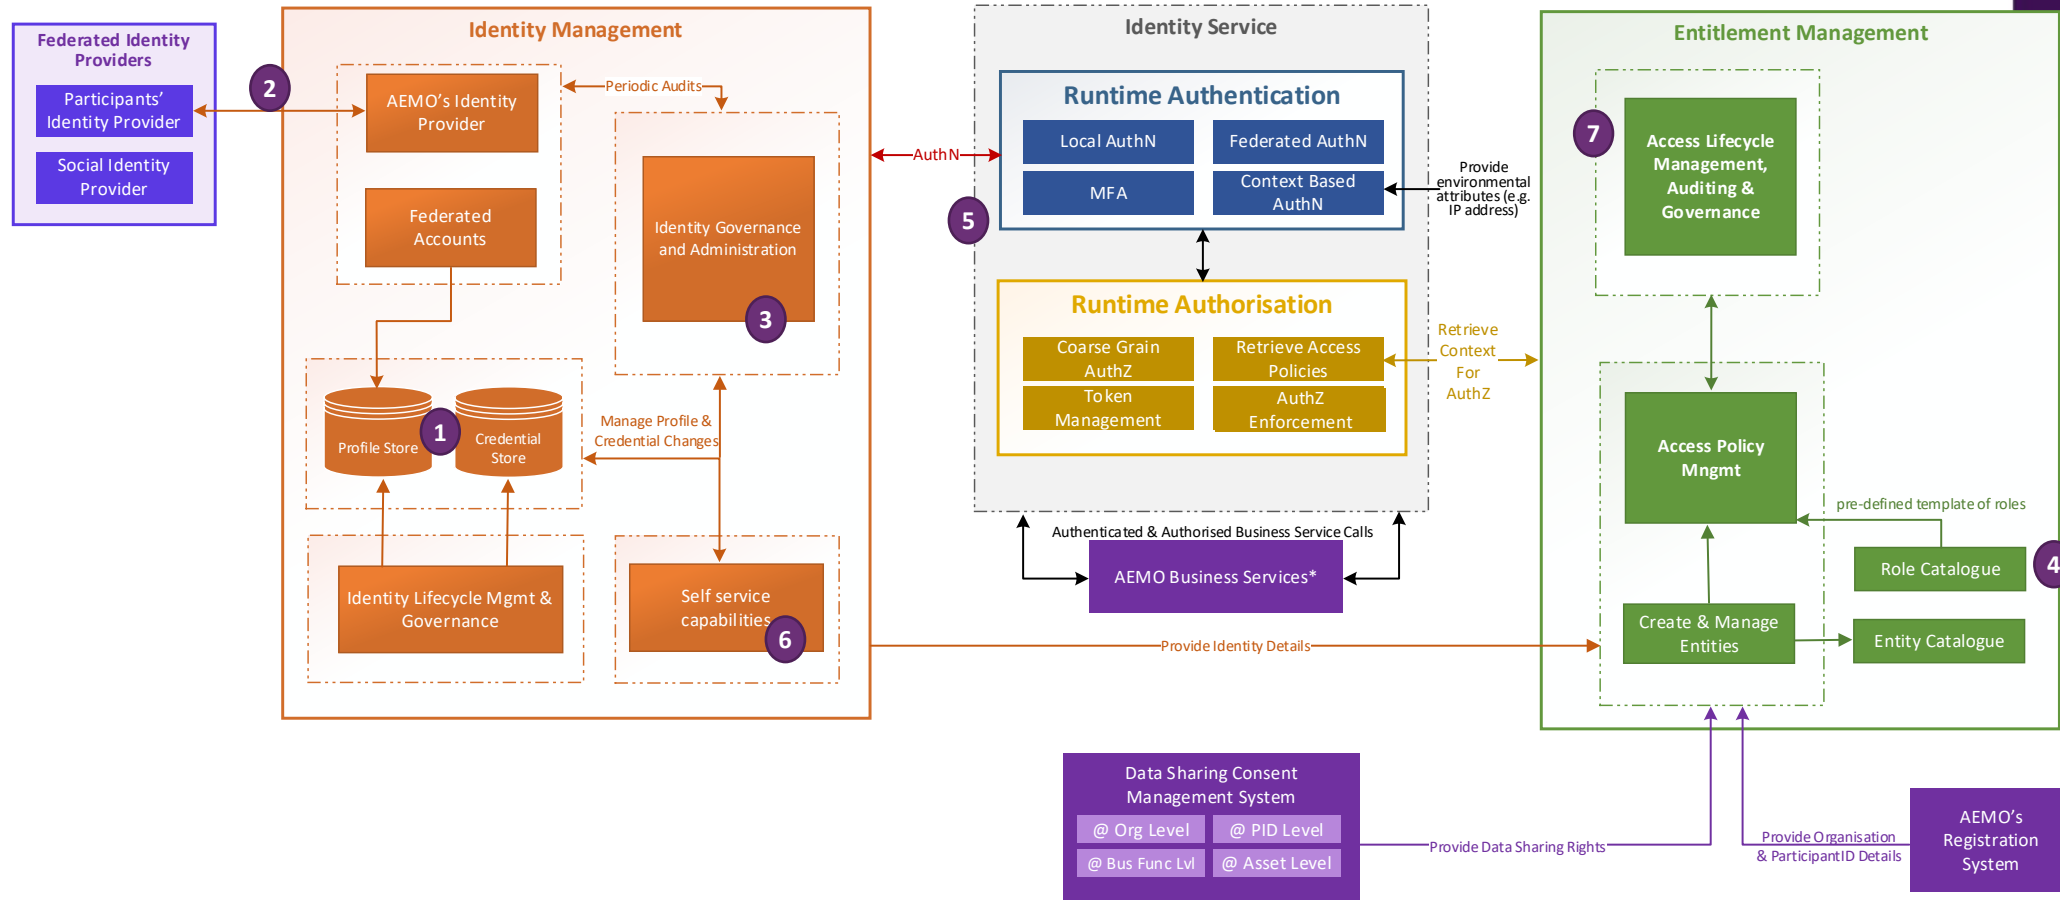 Federated Identity
Providers
Participants’
Identity Provider
Social Identity
Provider
2
Identity Management
AEMO’s Identity
Provider
Federated
Accounts
Periodic Audits
Identity Governance
and Administration
3
Profile Store
1
Credential
Store
Manage Profile &
Credential Changes
Identity Lifecycle Mgmt &
Governance
Self service
capabilities
6
AuthN
Identity Service
Runtime Authentication
Local AuthN
Federated AuthN
MFA
Context Based
AuthN
5
Provide
environmental
attributes (e.g.
IP address)
Runtime Authorisation
Coarse Grain
AuthZ
Retrieve Access
Policies
Token
Management
AuthZ
Enforcement
Retrieve
Context
For
AuthZ
Authenticated & Authorised Business Service Calls
AEMO Business Services*
Provide Identity Details
Entitlement Management
7
Access Lifecycle
Management,
Auditing &
Governance
Access Policy
Mngmt
pre-defined template of roles
Role Catalogue
4
Create & Manage
Entities
Entity Catalogue
Data Sharing Consent
Management System
@ Org Level
@ PID Level
@ Bus Func Lvl
@ Asset Level
Provide Data Sharing Rights
Provide Organisation
& ParticipantID Details
AEMO’s
Registration
System